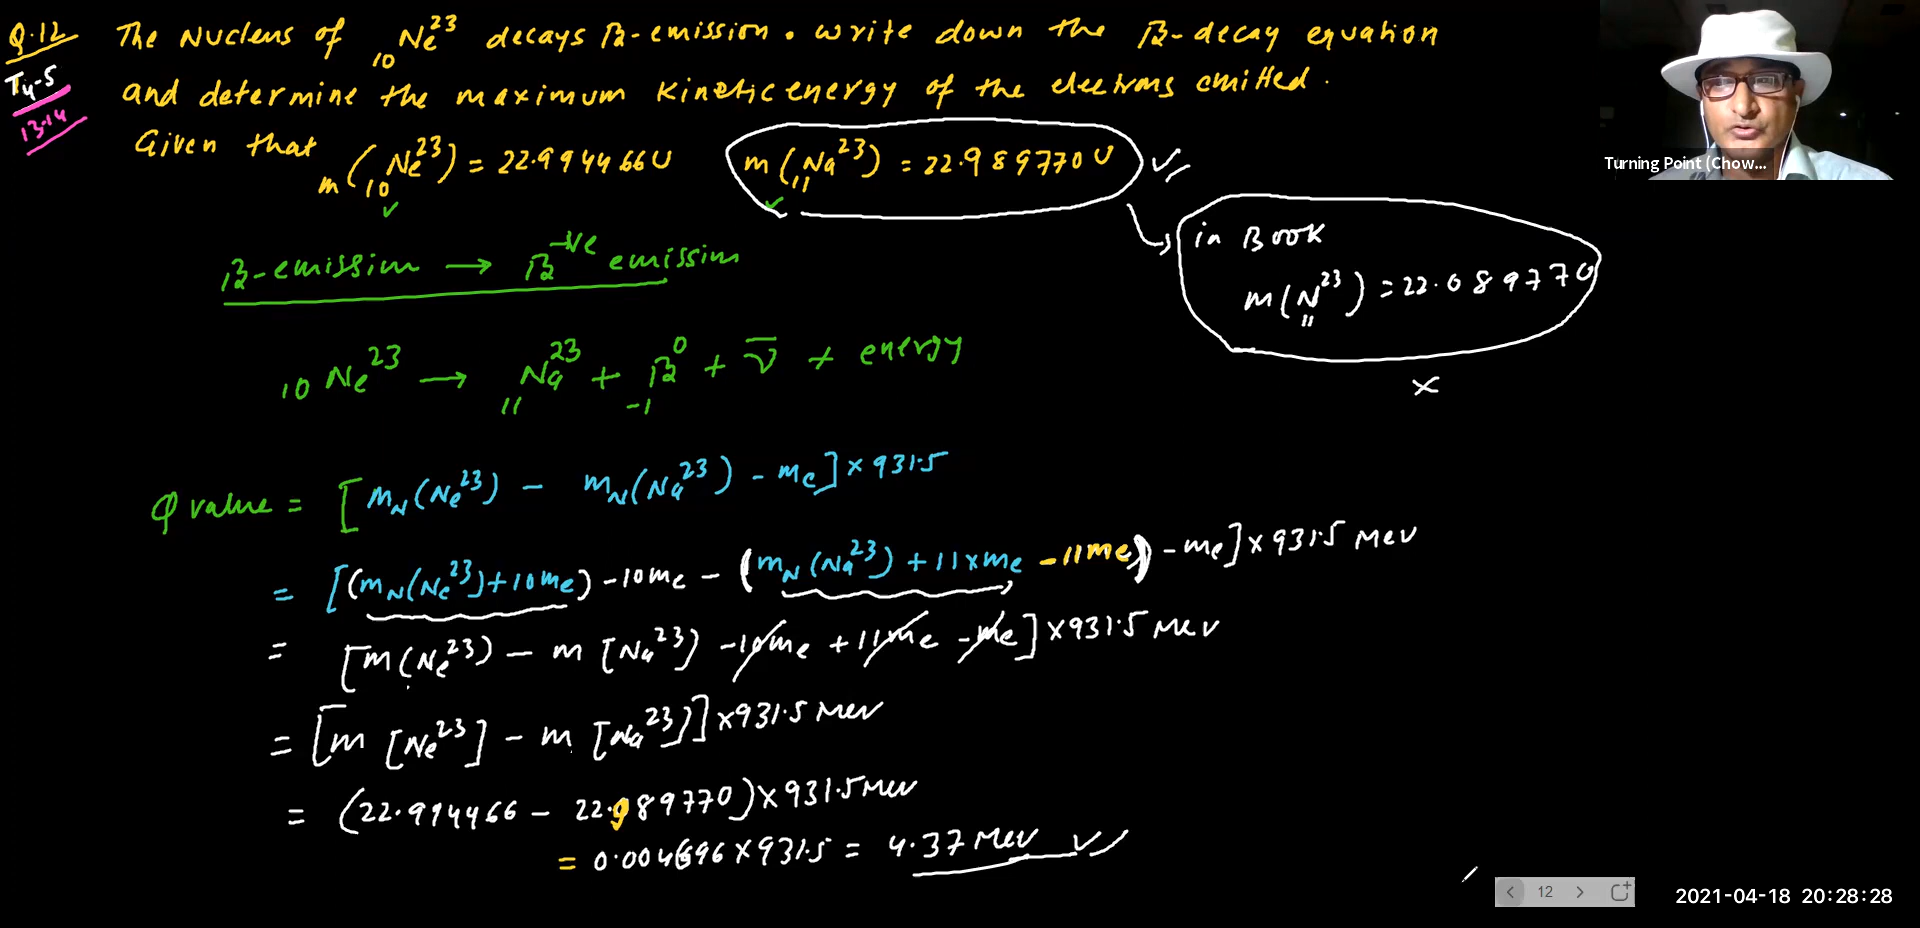 Q.12 The Nucleus of ₁₀Ne²³ decays β-emission. write down the β-decay equation
Ty-5 and determine the maximum Kinetic energy of the electrons emitted.
13.14
Given that m(₁₀Ne²³) = 22.994466U m(₁₁Na²³) = 22.989770U
in Book
m(₁₁N²³) = 22.089770
β-emission → β⁻ᵛᵉ emission
₁₀Ne²³ → ₁₁Na²³ + ₋₁β⁰ + ν̄ + energy
Q value = [m_N(Ne²³) - m_N(Na²³) - me] × 931.5
= [(m_N(Ne²³)+10me) -10me - (m_N(Na²³) + 11×me -11me) - me] × 931.5 Mev
= [m(Ne²³) - m[Na²³] -10me +11me -me] ×931.5 Mev
= [m [Ne²³] - m [Na²³]] ×931.5 Mev
= (22.994466 - 22.989770) × 931.5 Mev
= 0.004696 × 931.5 = 4.37 Mev
Turning Point (Chow...
12
2021-04-18 20:28:28